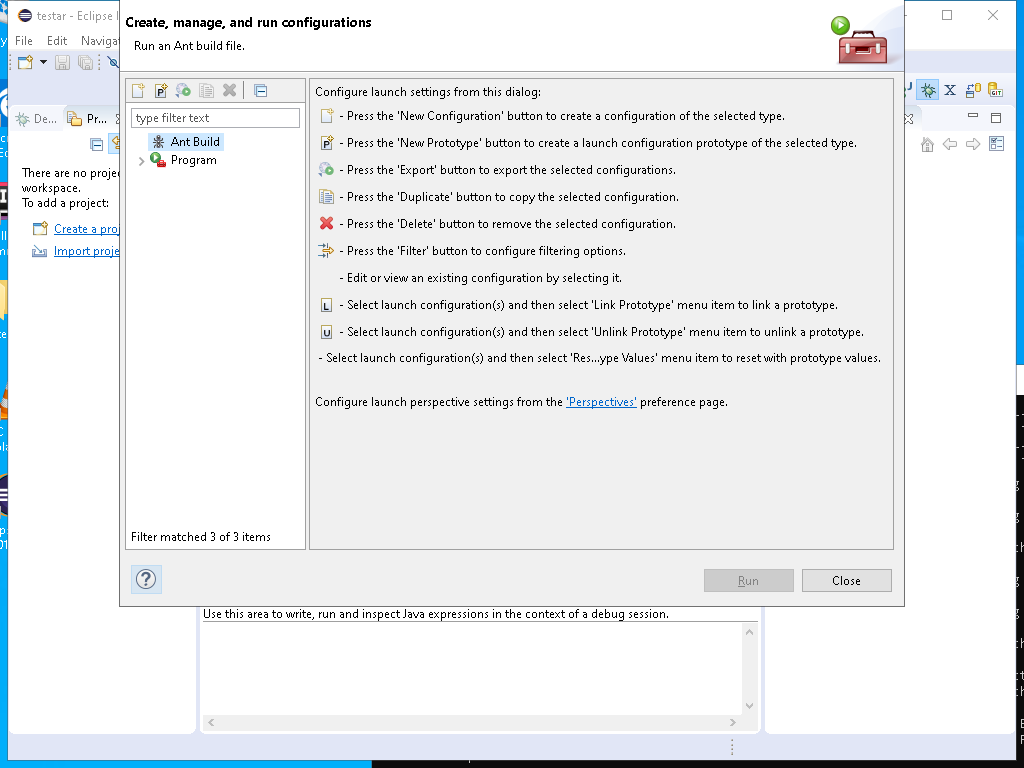 testar - Eclipse I
Create, manage, and run configurations
Run an Ant build file.
File Edit Navigat
De...
Pr...
type filter text
Ant Build
Program
Filter matched 3 of 3 items
There are no proje
workspace.
To add a project:
Create a proj
Import proje
Configure launch settings from this dialog:
- Press the 'New Configuration' button to create a configuration of the selected type.
- Press the 'New Prototype' button to create a launch configuration prototype of the selected type.
- Press the 'Export' button to export the selected configurations.
- Press the 'Duplicate' button to copy the selected configuration.
- Press the 'Delete' button to remove the selected configuration.
- Press the 'Filter' button to configure filtering options.
- Edit or view an existing configuration by selecting it.
L - Select launch configuration(s) and then select 'Link Prototype' menu item to link a prototype.
U - Select launch configuration(s) and then select 'Unlink Prototype' menu item to unlink a prototype.
- Select launch configuration(s) and then select 'Res...ype Values' menu item to reset with prototype values.
Configure launch perspective settings from the 'Perspectives' preference page.
Run
Close
Use this area to write, run and inspect Java expressions in the context of a debug session.